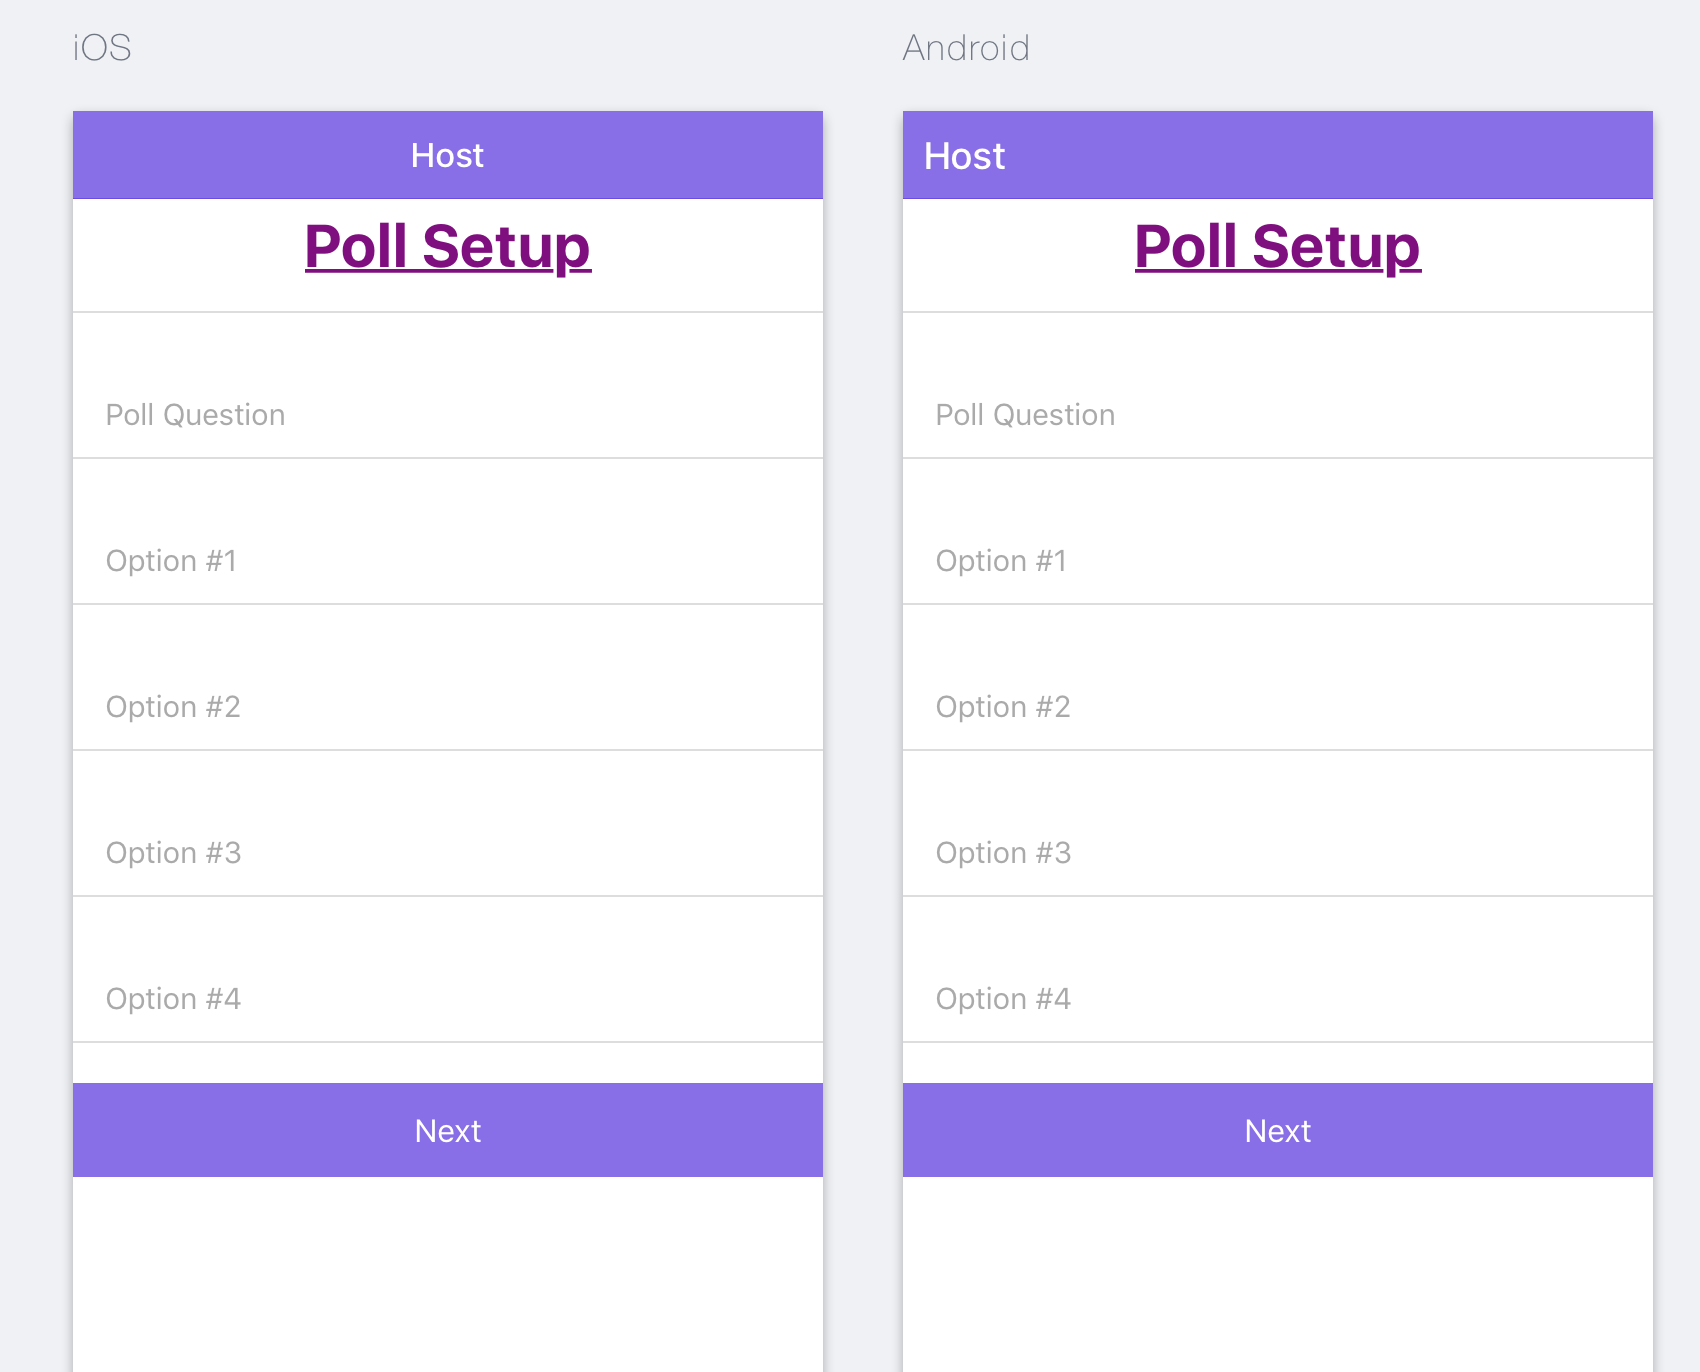 iOS
Host
Poll Setup
Poll Question
Option #1
Option #2
Option #3
Option #4
Next
Android
Host
Poll Setup
Poll Question
Option #1
Option #2
Option #3
Option #4
Next